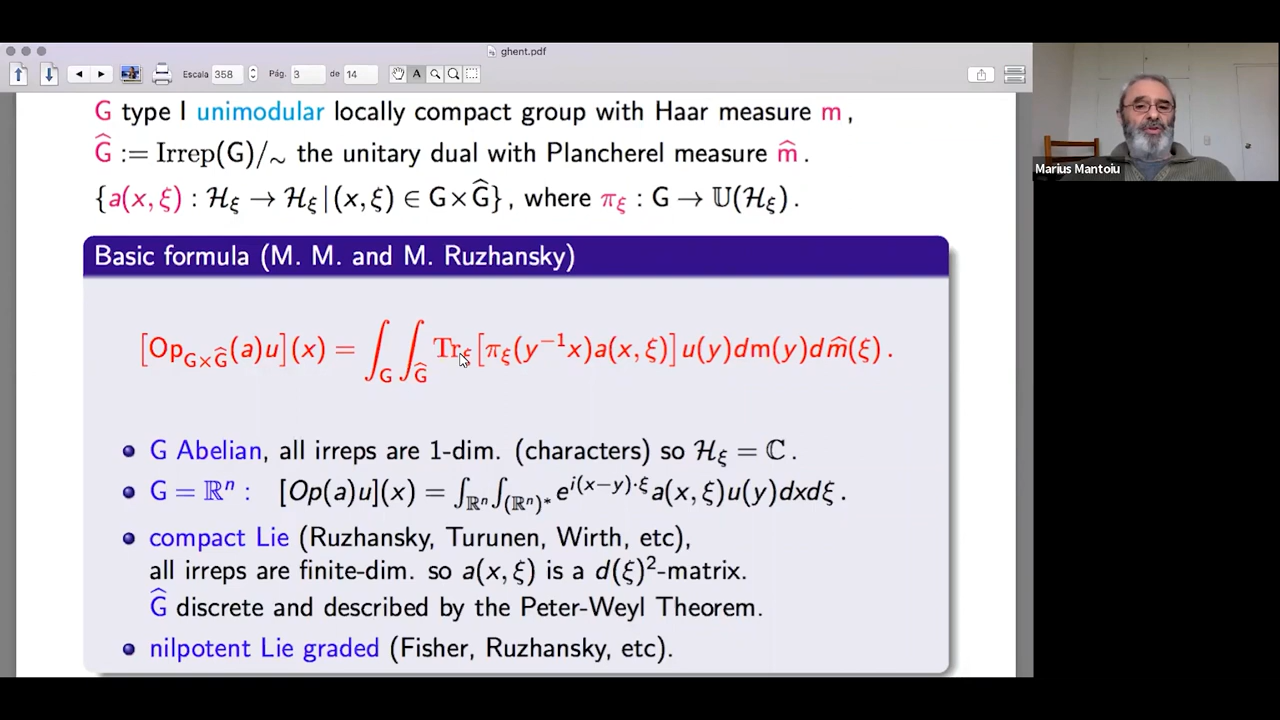 ghent.pdf
Escala 358 Pág. 3 de 14
G type I unimodular locally compact group with Haar measure m ,
Ĝ := Irrep(G)/∼ the unitary dual with Plancherel measure m̂ .
{a(x, ξ) : ℋ_ξ → ℋ_ξ | (x, ξ) ∈ G×Ĝ} , where π_ξ : G → 𝕌(ℋ_ξ) .
Basic formula (M. M. and M. Ruzhansky)
[Op_{G×Ĝ}(a)u](x) = ∫_G ∫_Ĝ Tr_ξ[π_ξ(y⁻¹x)a(x, ξ)]u(y)dm(y)dm̂(ξ) .
• G Abelian, all irreps are 1-dim. (characters) so ℋ_ξ = ℂ .
• G = ℝⁿ : [Op(a)u](x) = ∫_{ℝⁿ} ∫_{(ℝⁿ)*} e^{i(x−y)·ξ} a(x, ξ)u(y)dxdξ .
• compact Lie (Ruzhansky, Turunen, Wirth, etc),
all irreps are finite-dim. so a(x, ξ) is a d(ξ)²-matrix.
Ĝ discrete and described by the Peter-Weyl Theorem.
• nilpotent Lie graded (Fisher, Ruzhansky, etc).
Marius Mantoiu